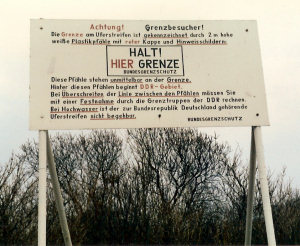 Achtung! Grenzbesucher!
Die Grenze am Uferstreifen ist gekennzeichnet durch 2 m hohe
weiße Plastikpfähle mit roter Kappe und Hinweisschildern:
HALT!
HIER GRENZE
BUNDESGRENZSCHUTZ
Diese Pfähle stehen unmittelbar an der Grenze.
Hinter diesen Pfählen beginnt DDR-Gebiet.
Bei Überschreiten der Linie zwischen den Pfählen müssen Sie
mit einer Festnahme durch die Grenztruppen der DDR rechnen.
Bei Hochwasser ist der zur Bundesrepublik Deutschland gehörende
Uferstreifen nicht begehbar.
BUNDESGRENZSCHUTZ